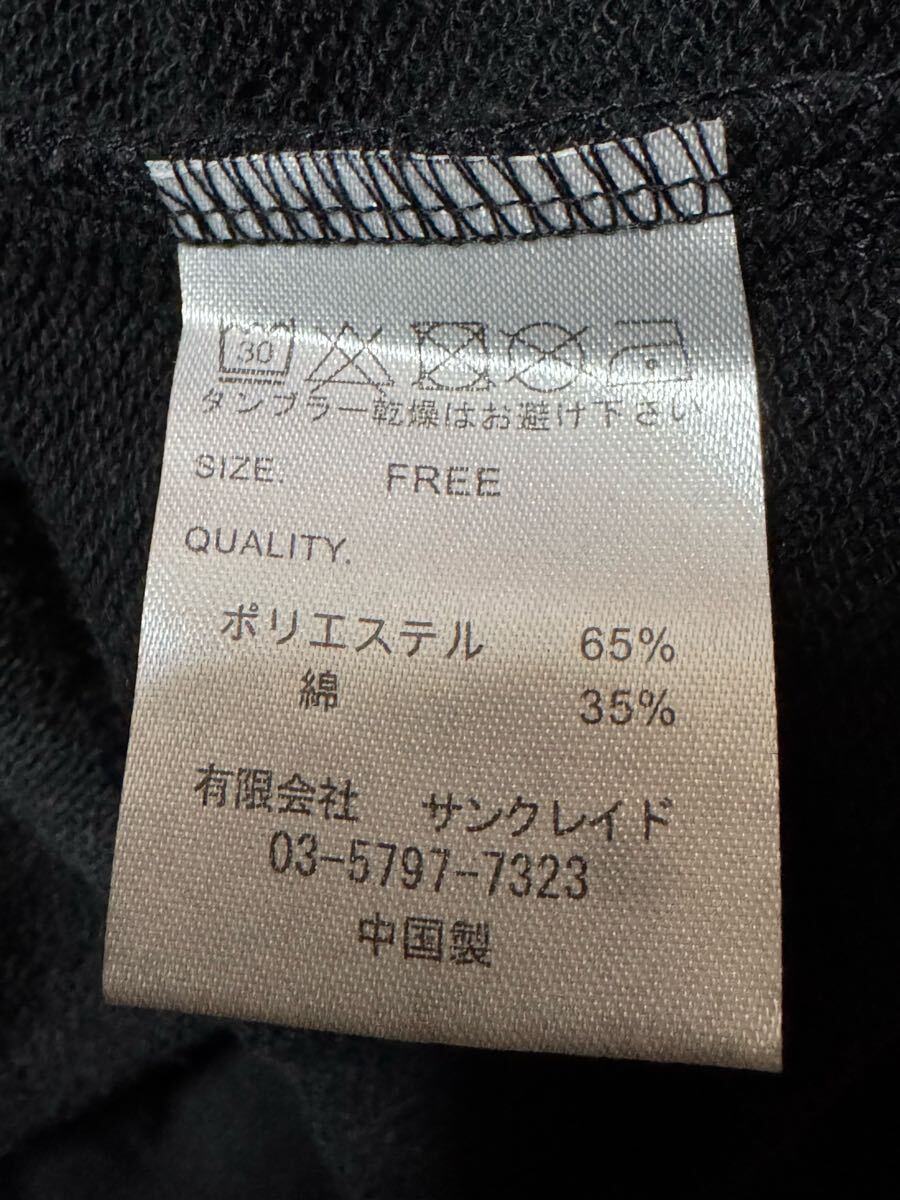 30
タンブラー乾燥はお避け下さい
SIZE. FREE
QUALITY.
ポリエステル 65%
綿 35%
有限会社 サンクレイド
03-5797-7323
中国製